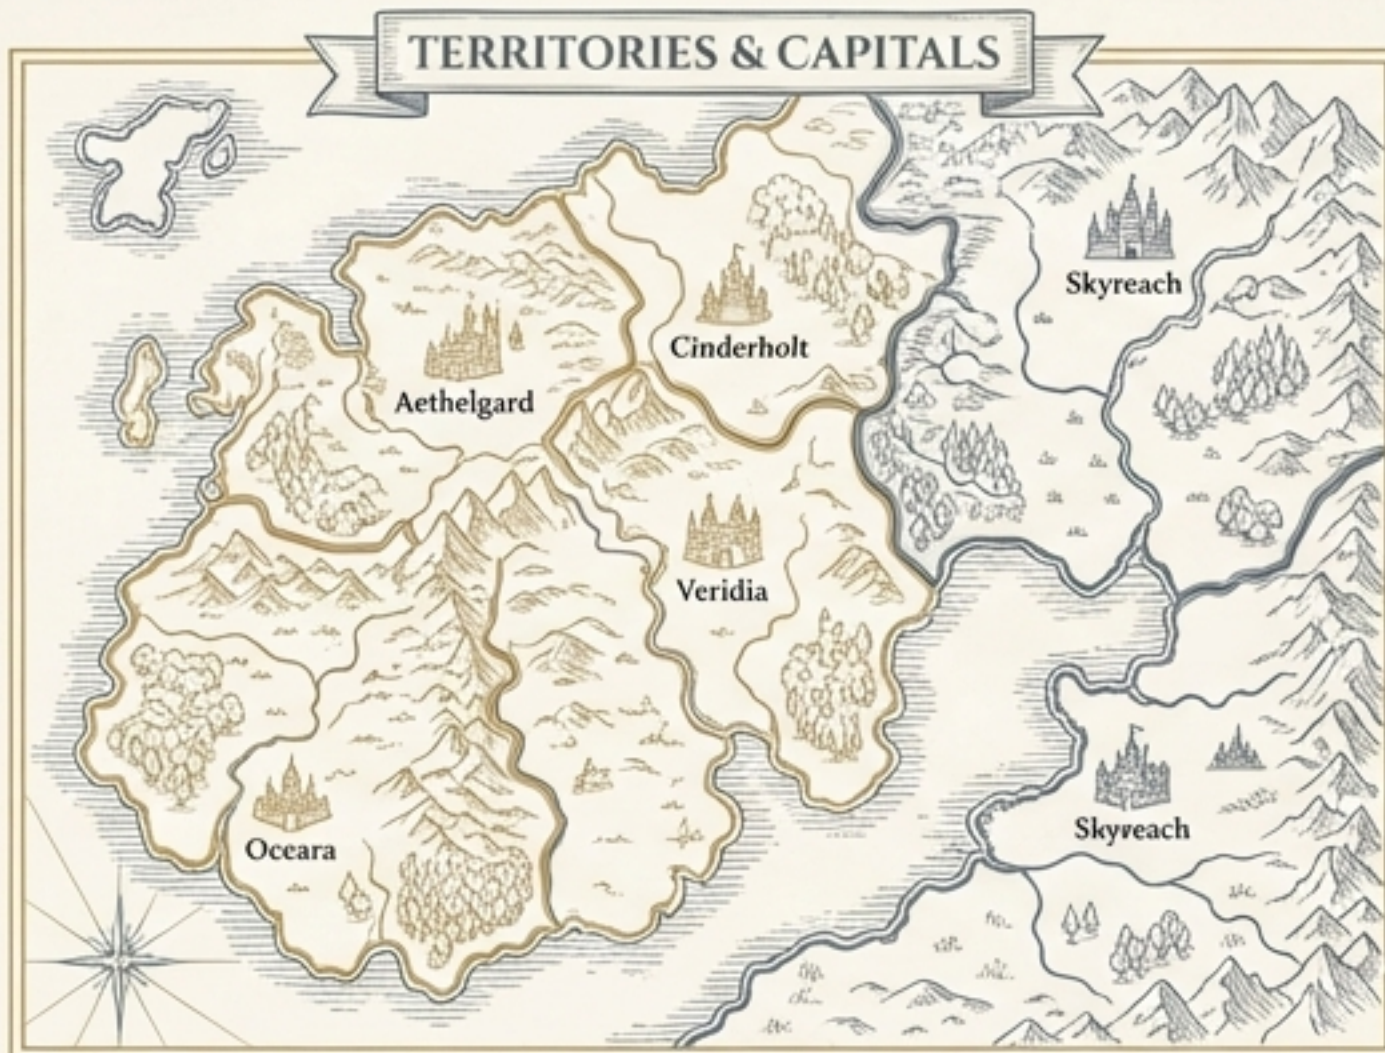 TERRITORIES & CAPITALS
Skyreach
Cinderholt
Aethelgard
Veridia
Oceara
Skyreach